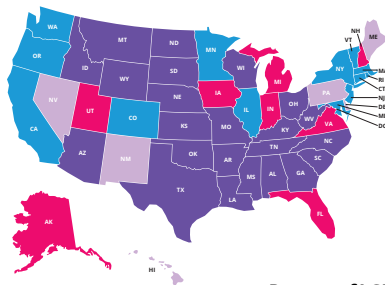 NH
VT
ME
WA
MT
ND
MN
OR
ID
SD
WI
MI
NY
MA
RI
WY
CT
IA
PA
NE
NJ
NV
UT
IL
IN
OH
DE
CO
WV
VA
CA
KS
MO
KY
DC
NC
TN
OK
AZ
NM
AR
SC
MS
AL
GA
TX
LA
AK
FL
HI